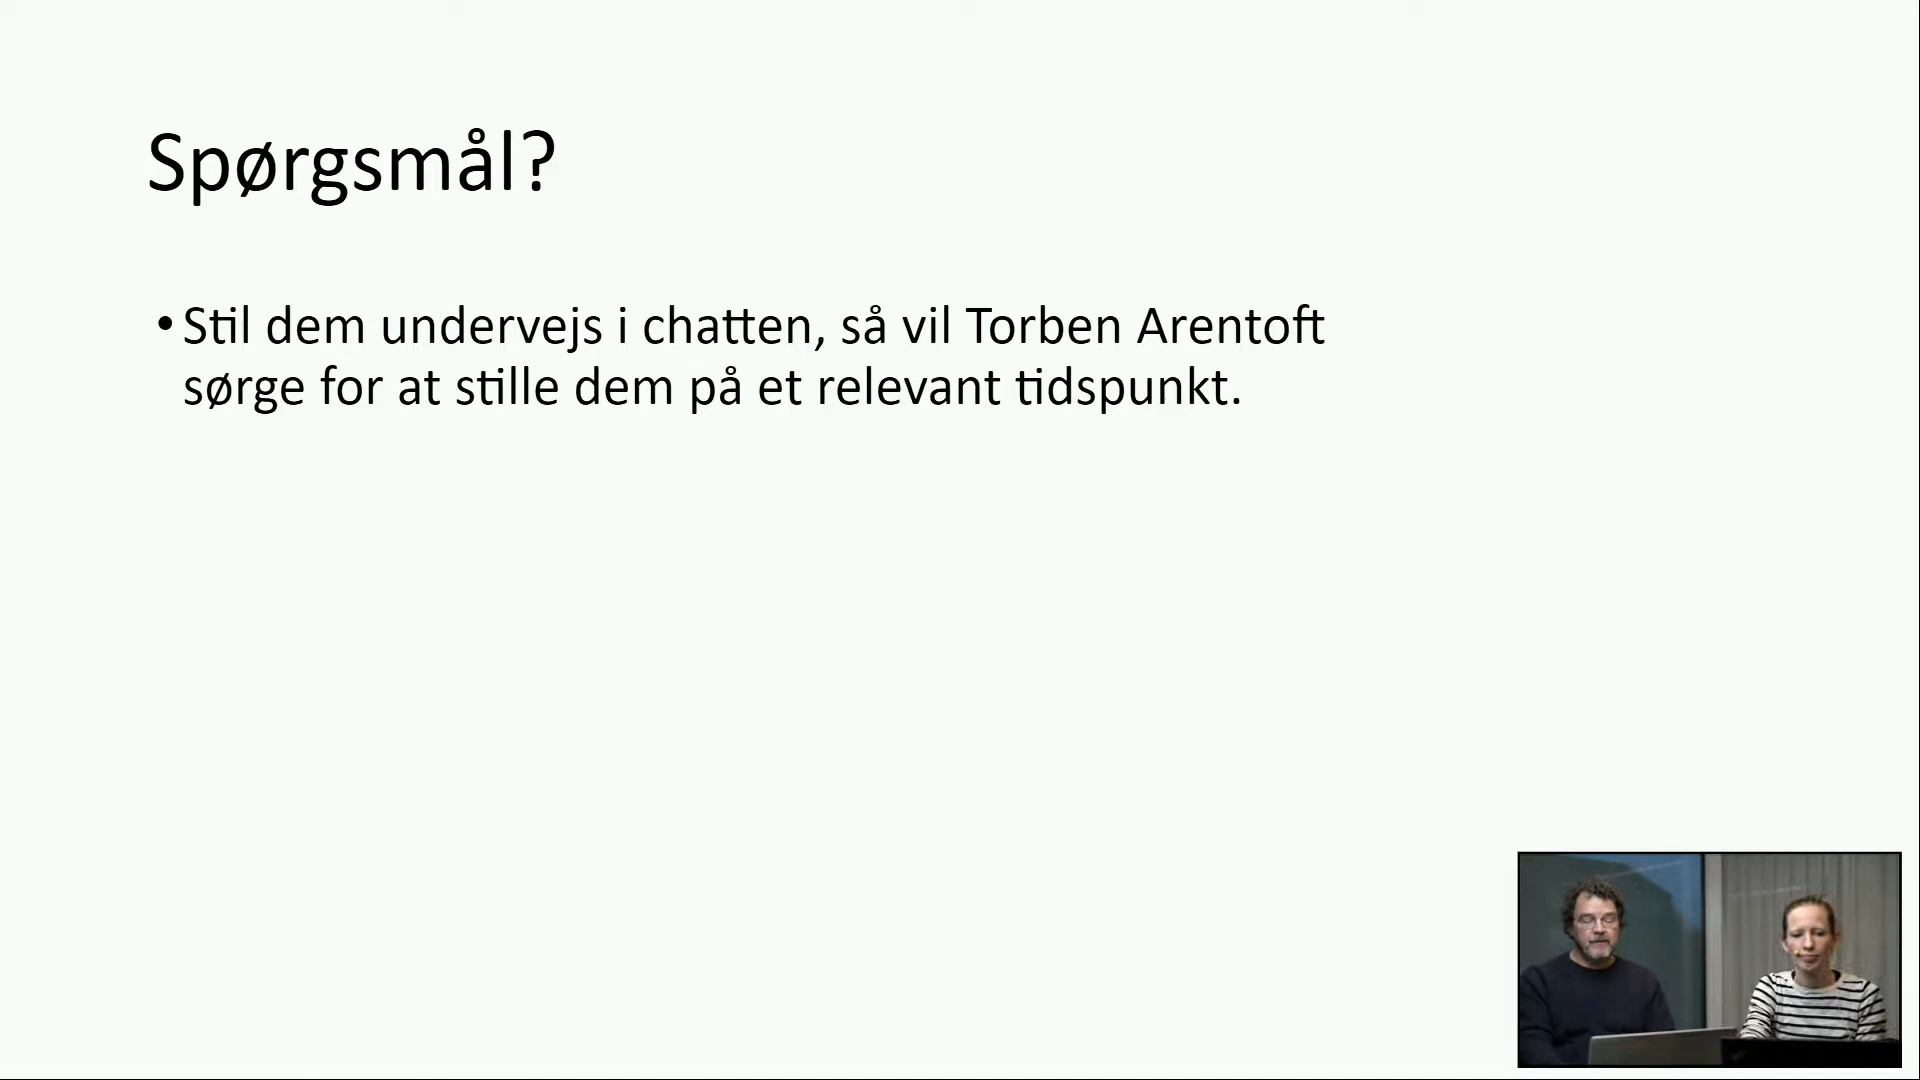 Spørgsmål?
•Stil dem undervejs i chatten, så vil Torben Arentoft
sørge for at stille dem på et relevant tidspunkt.